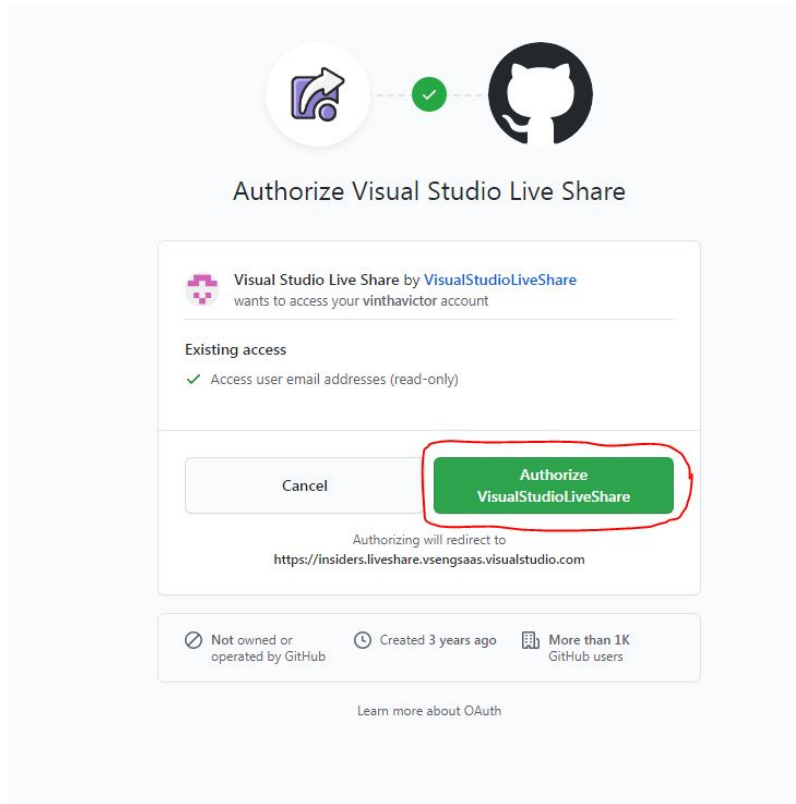 Authorize Visual Studio Live Share
Visual Studio Live Share by VisualStudioLiveShare
wants to access your vinthavictor account
Existing access
Access user email addresses (read-only)
Cancel
Authorize
VisualStudioLiveShare
Authorizing will redirect to
https://insiders.liveshare.vsengsaas.visualstudio.com
Not owned or
operated by GitHub
Created 3 years ago
More than 1K
GitHub users
Learn more about OAuth